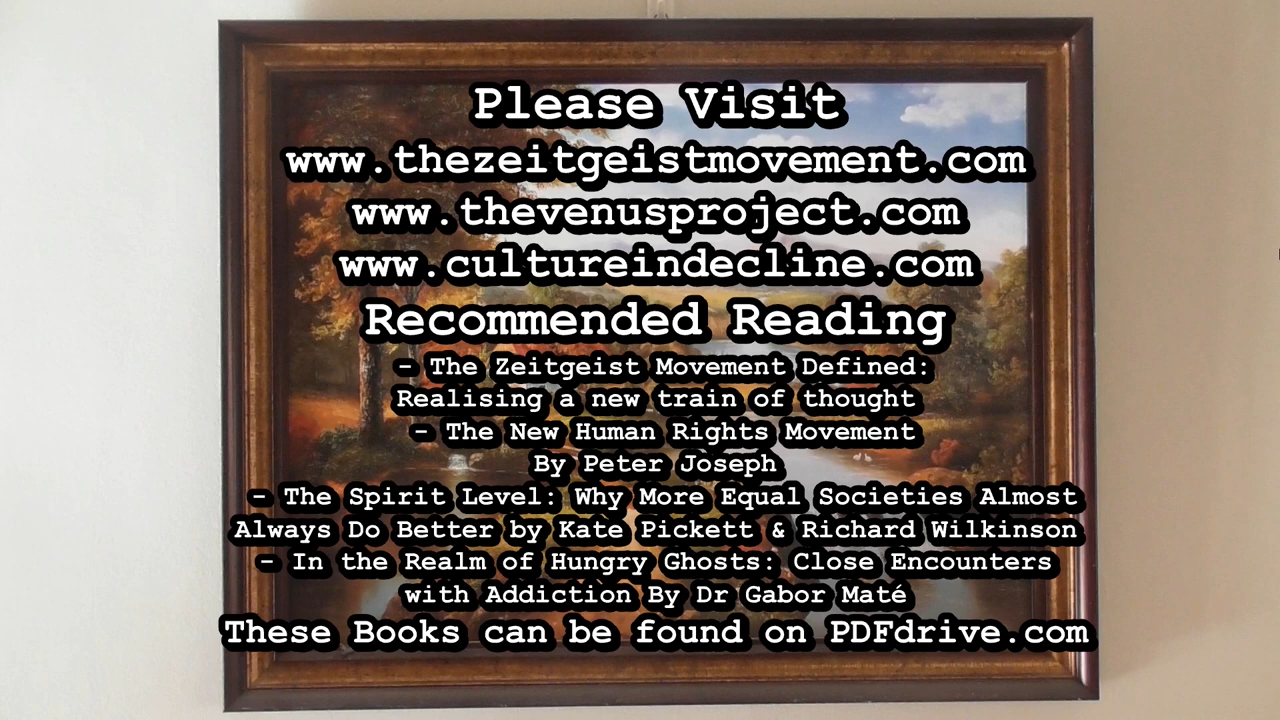 Please Visit
www.thezeitgeistmovement.com
www.thevenusproject.com
www.cultureindecline.com
Recommended Reading
- The Zeitgeist Movement Defined:
Realising a new train of thought
- The New Human Rights Movement
By Peter Joseph
- The Spirit Level: Why More Equal Societies Almost
Always Do Better by Kate Pickett & Richard Wilkinson
- In the Realm of Hungry Ghosts: Close Encounters
with Addiction By Dr Gabor Maté
These Books can be found on PDFdrive.com